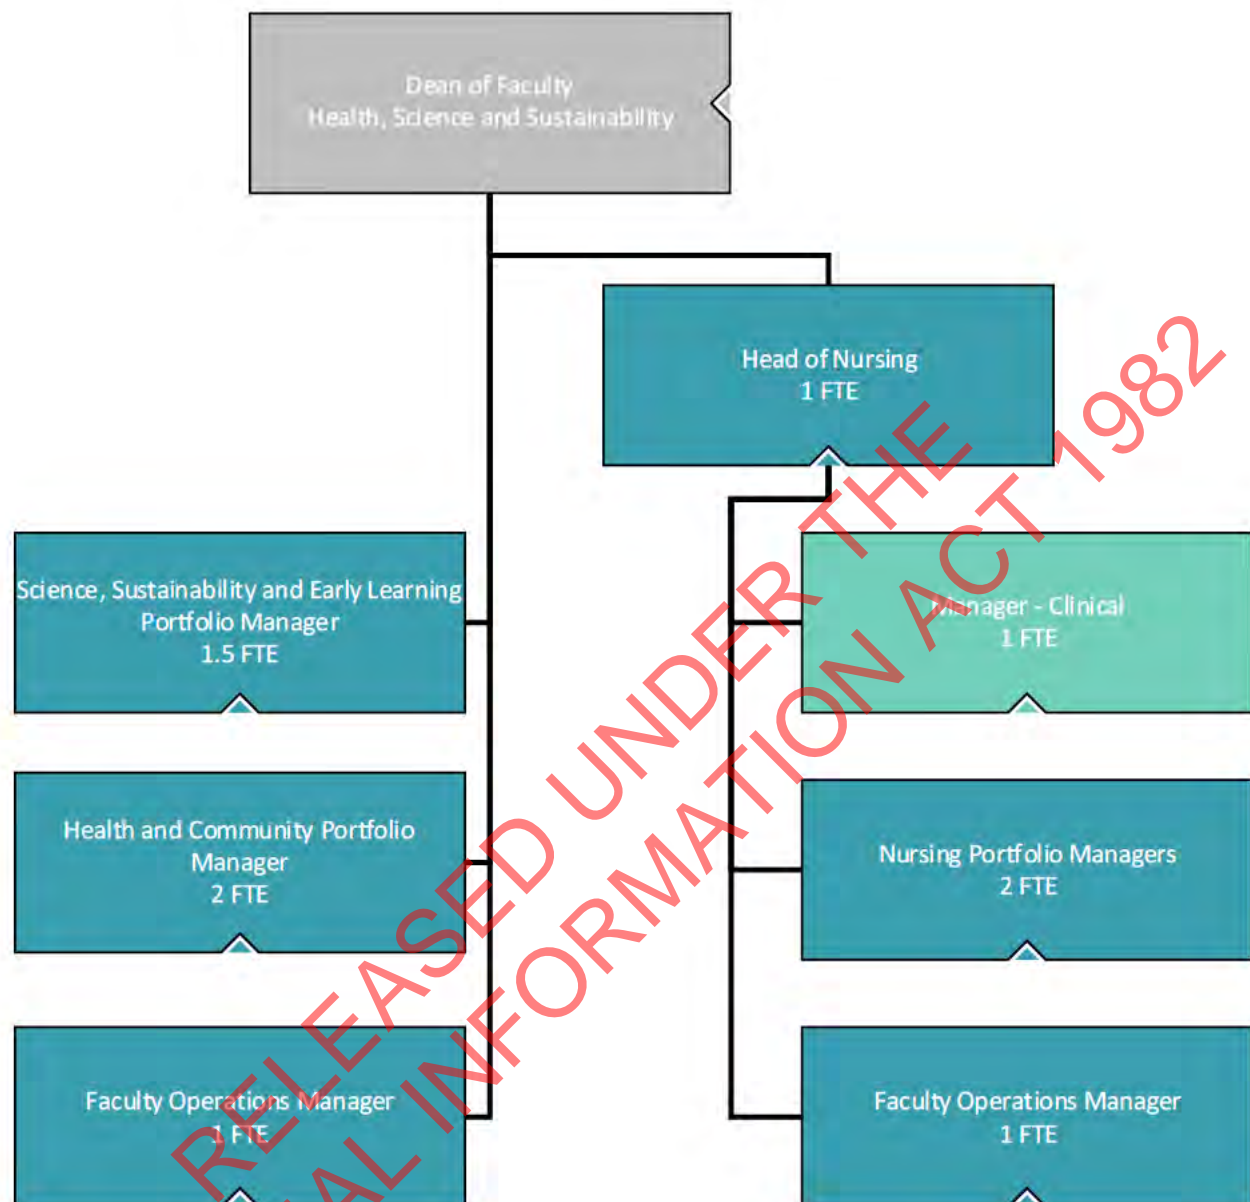 Dean of Faculty
Health, Science and Sustainability
Head of Nursing
1 FTE
Science, Sustainability and Early Learning
Portfolio Manager
1.5 FTE
Manager - Clinical
1 FTE
Health and Community Portfolio
Manager
2 FTE
Nursing Portfolio Managers
2 FTE
Faculty Operations Manager
1 FTE
Faculty Operations Manager
1 FTE
RELEASED UNDER THE
INFORMATION ACT 1982